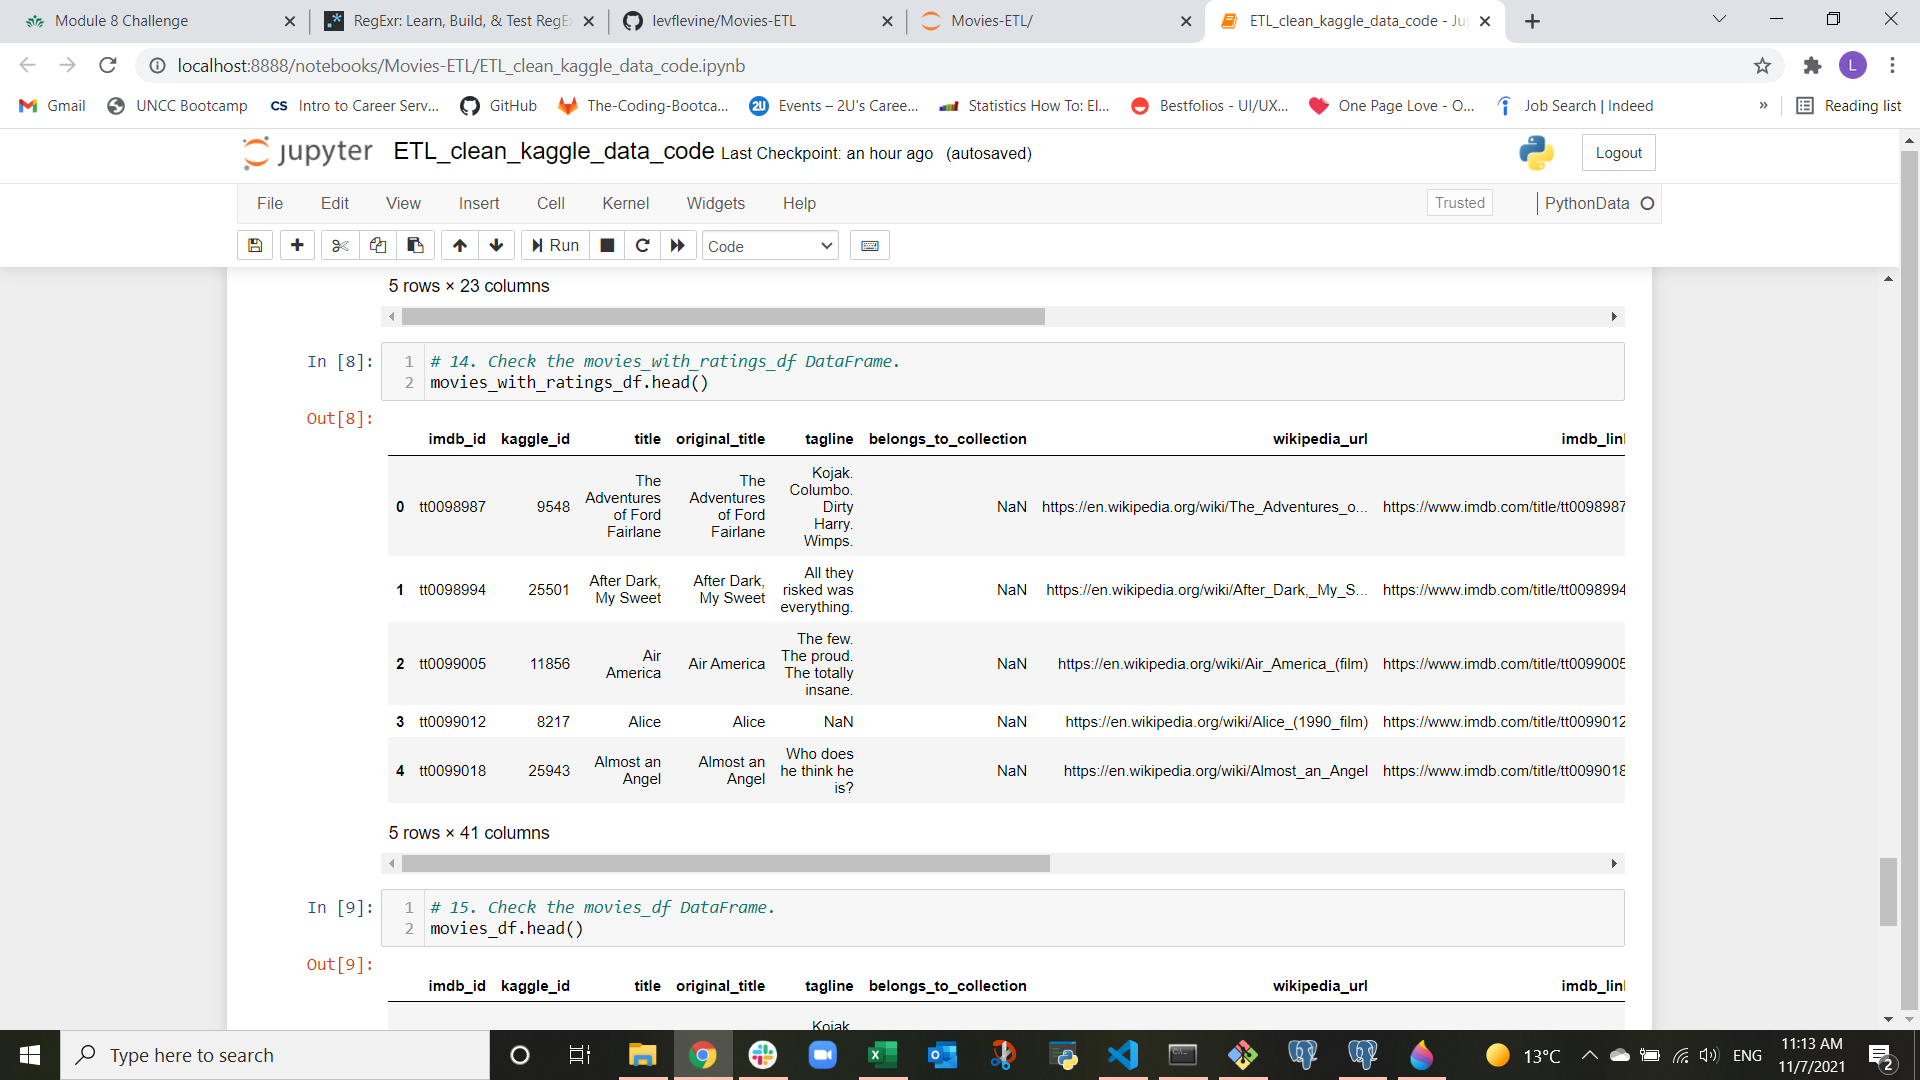 Module 8 Challenge
RegExr: Learn, Build, & Test RegEx
levflevine/Movies-ETL
Movies-ETL/
ETL_clean_kaggle_data_code - Ju
localhost:8888/notebooks/Movies-ETL/ETL_clean_kaggle_data_code.ipynb
L
Gmail
UNCC Bootcamp
CS Intro to Career Serv...
GitHub
The-Coding-Bootca...
2U Events – 2U's Caree...
Statistics How To: El...
Bestfolios - UI/UX...
One Page Love - O...
Job Search | Indeed
»
Reading list
jupyter ETL_clean_kaggle_data_code Last Checkpoint: an hour ago (autosaved)
Logout
File Edit View Insert Cell Kernel Widgets Help
Trusted
PythonData
Run
Code
5 rows × 23 columns
In [8]:
1 # 14. Check the movies_with_ratings_df DataFrame.
2 movies_with_ratings_df.head()
Out[8]:
imdb_id kaggle_id title original_title tagline belongs_to_collection wikipedia_url imdb_link
0 tt0098987 9548 The Adventures of Ford Fairlane The Adventures of Ford Fairlane Kojak. Columbo. Dirty Harry. Wimps. NaN https://en.wikipedia.org/wiki/The_Adventures_o... https://www.imdb.com/title/tt0098987
1 tt0098994 25501 After Dark, My Sweet After Dark, My Sweet All they risked was everything. NaN https://en.wikipedia.org/wiki/After_Dark,_My_S... https://www.imdb.com/title/tt0098994
2 tt0099005 11856 Air America Air America The few. The proud. The totally insane. NaN https://en.wikipedia.org/wiki/Air_America_(film) https://www.imdb.com/title/tt0099005
3 tt0099012 8217 Alice Alice NaN NaN https://en.wikipedia.org/wiki/Alice_(1990_film) https://www.imdb.com/title/tt0099012
4 tt0099018 25943 Almost an Angel Almost an Angel Who does he think he is? NaN https://en.wikipedia.org/wiki/Almost_an_Angel https://www.imdb.com/title/tt0099018
5 rows × 41 columns
In [9]:
1 # 15. Check the movies_df DataFrame.
2 movies_df.head()
Out[9]:
imdb_id kaggle_id title original_title tagline belongs_to_collection wikipedia_url imdb_link
Kojak.
Type here to search
13°C
ENG
11:13 AM
11/7/2021
2